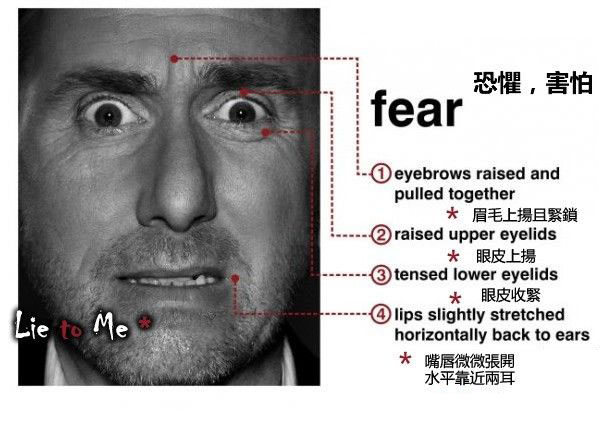 fear
恐懼，害怕
① eyebrows raised and
pulled together
* 眉毛上揚且緊鎖
② raised upper eyelids
* 眼皮上揚
③ tensed lower eyelids
* 眼皮收緊
④ lips slightly stretched
horizontally back to ears
* 嘴唇微微張開
水平靠近兩耳
Lie to Me *